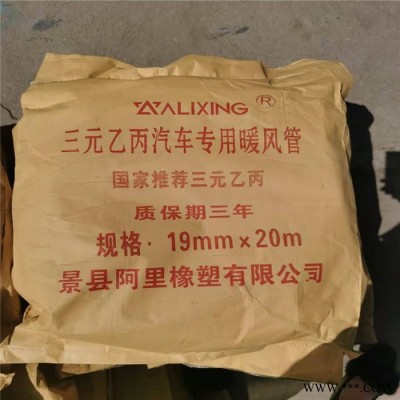 ALIXING ®
三元乙丙汽车专用暖风管
国家推荐三元乙丙
质保期三年
规格·19mm×20m
景县阿里橡塑有限公司